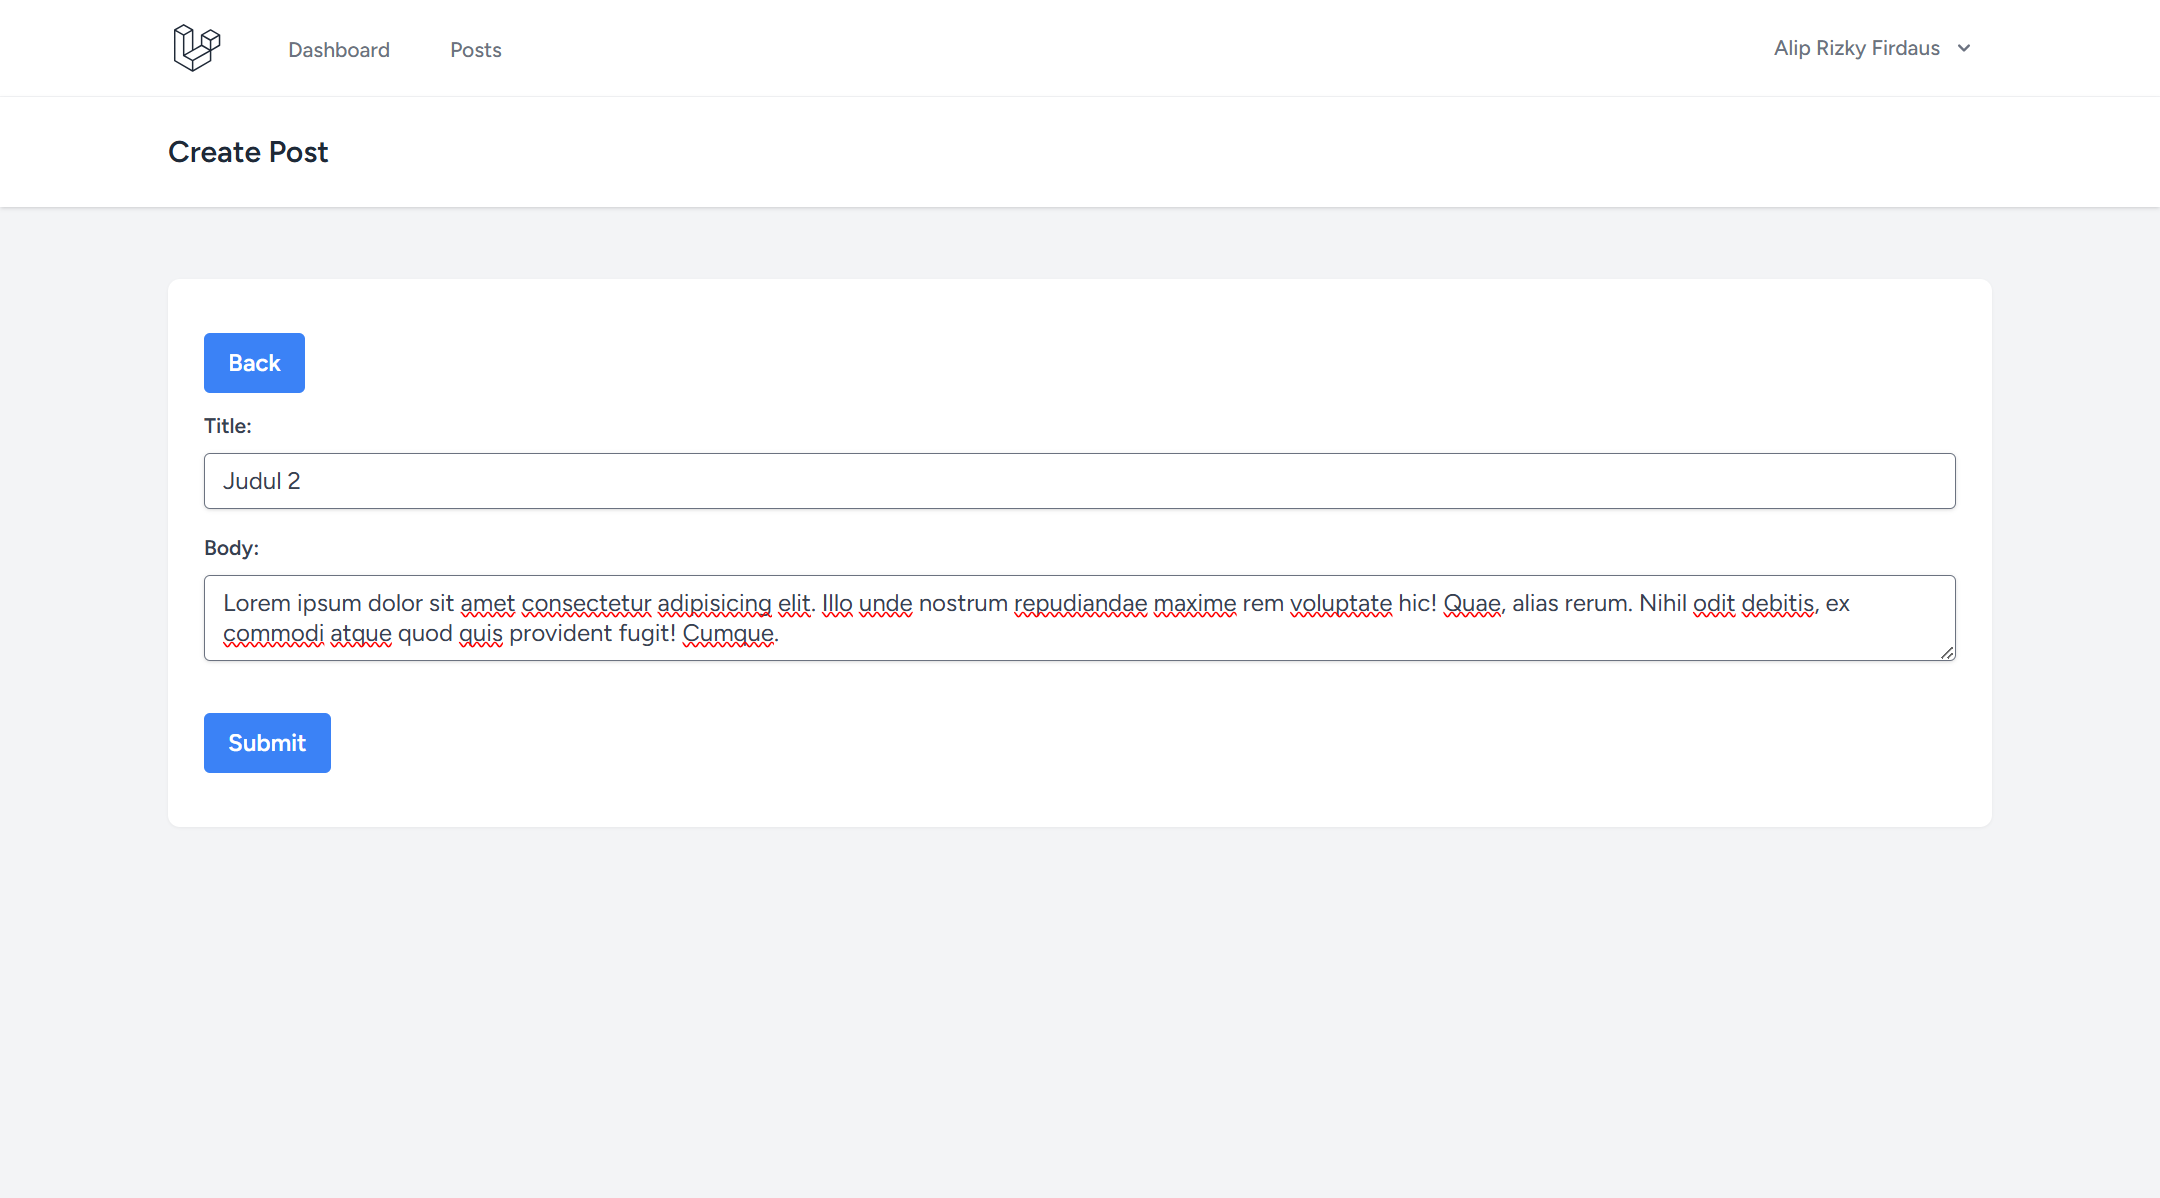 Dashboard
Posts
Alip Rizky Firdaus
Create Post
Back
Title:
Judul 2
Body:
Lorem ipsum dolor sit amet consectetur adipisicing elit. Illo unde nostrum repudiandae maxime rem voluptate hic! Quae, alias rerum. Nihil odit debitis, ex
commodi atque quod quis provident fugit! Cumque.
Submit